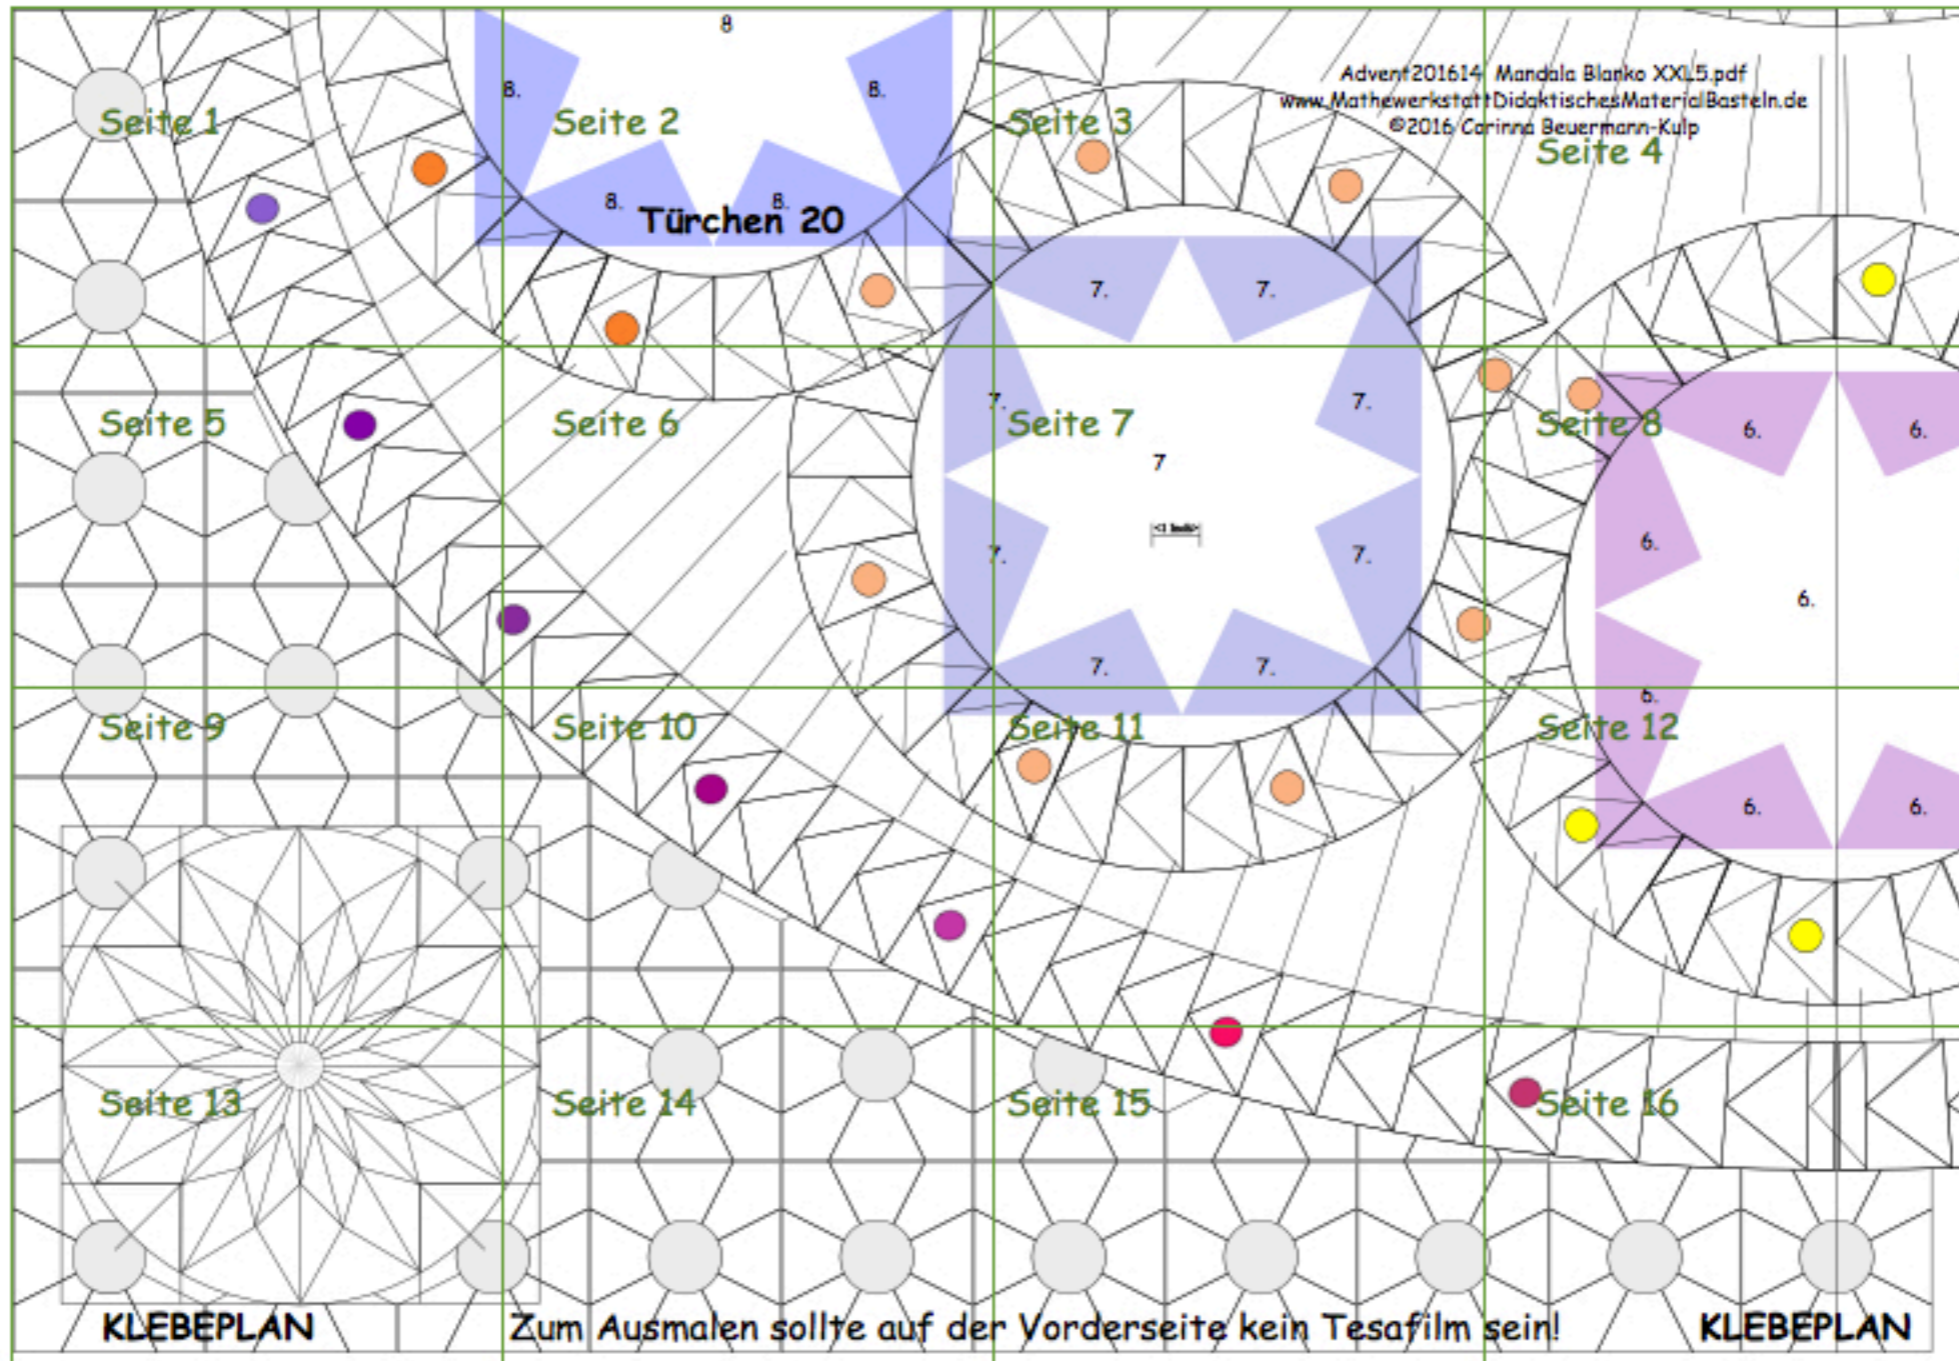 8
Advent201614 Mandala Blanko XXL5.pdf
www.MathewerkstattDidaktischesMaterialBasteln.de
©2016 Carinna Beuermann-Kulp
8.
8.
Seite 1
Seite 2
Seite 3
Seite 4
8.
8.
Türchen 20
7.
7.
7.
7.
Seite 5
Seite 6
Seite 7
Seite 8
6.
6.
7
7.
7.
6.
6.
7.
7.
6.
Seite 9
Seite 10
Seite 11
Seite 12
6.
6.
Seite 13
Seite 14
Seite 15
Seite 16
KLEBEPLAN
Zum Ausmalen sollte auf der Vorderseite kein Tesafilm sein!
KLEBEPLAN